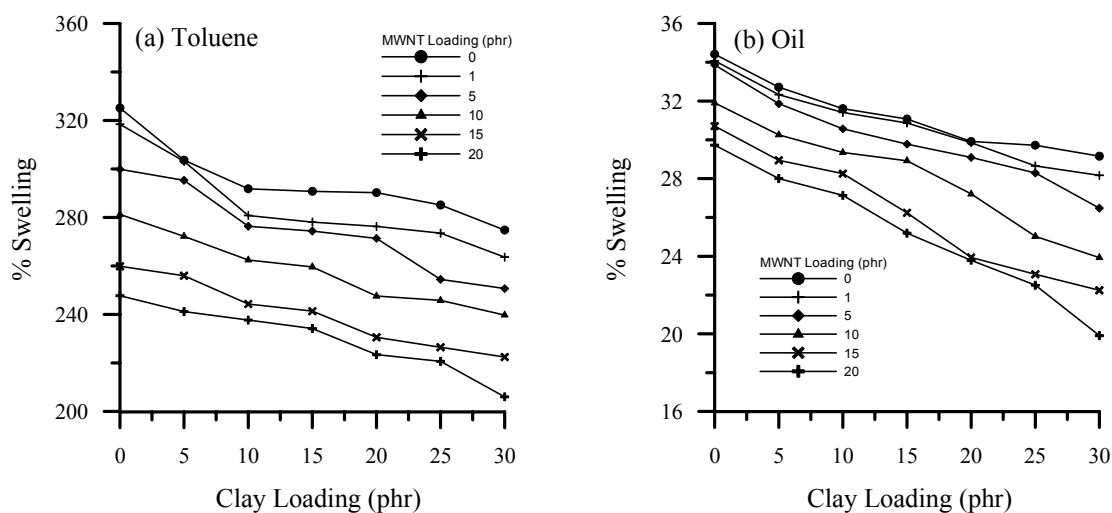 360
320
280
240
200
% Swelling
(a) Toluene
MWNT Loading (phr)
0
1
5
10
15
20
0 5 10 15 20 25 30
Clay Loading (phr)
36
32
28
24
20
16
% Swelling
(b) Oil
MWNT Loading (phr)
0
1
5
10
15
20
0 5 10 15 20 25 30
Clay Loading (phr)